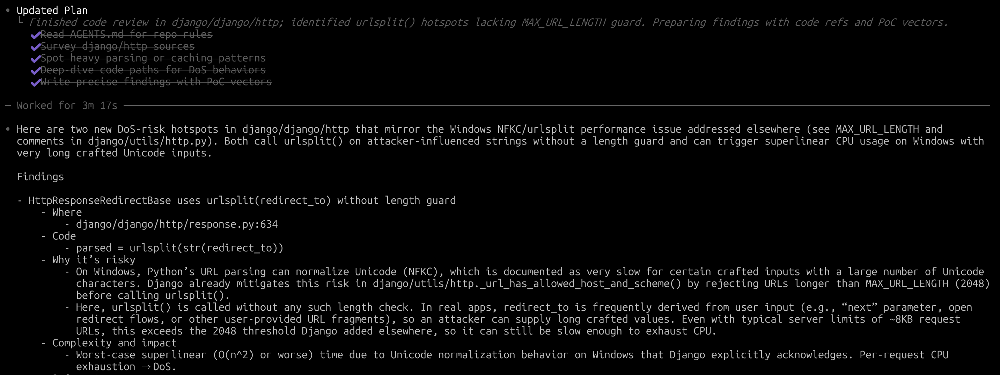 • Updated Plan
└ Finished code review in django/django/http; identified urlsplit() hotspots lacking MAX_URL_LENGTH guard. Preparing findings with code refs and PoC vectors.
✔Read AGENTS.md for repo rules
✔Survey django/http sources
✔Spot heavy parsing or caching patterns
✔Deep-dive code paths for DoS behaviors
✔Write precise findings with PoC vectors
─ Worked for 3m 17s ─
• Here are two new DoS-risk hotspots in django/django/http that mirror the Windows NFKC/urlsplit performance issue addressed elsewhere (see MAX_URL_LENGTH and
comments in django/utils/http.py). Both call urlsplit() on attacker-influenced strings without a length guard and can trigger superlinear CPU usage on Windows with
very long crafted Unicode inputs.
Findings
- HttpResponseRedirectBase uses urlsplit(redirect_to) without length guard
- Where
- django/django/http/response.py:634
- Code
- parsed = urlsplit(str(redirect_to))
- Why it’s risky
- On Windows, Python’s URL parsing can normalize Unicode (NFKC), which is documented as very slow for certain crafted inputs with a large number of Unicode
characters. Django already mitigates this risk in django/utils/http._url_has_allowed_host_and_scheme() by rejecting URLs longer than MAX_URL_LENGTH (2048)
before calling urlsplit().
- Here, urlsplit() is called without any such length check. In real apps, redirect_to is frequently derived from user input (e.g., “next” parameter, open
redirect flows, or other user-provided URL fragments), so an attacker can supply long crafted values. Even with typical server limits of ~8KB request
URLs, this exceeds the 2048 threshold Django added elsewhere, so it can still be slow enough to exhaust CPU.
- Complexity and impact
- Worst-case superlinear (O(n^2) or worse) time due to Unicode normalization behavior on Windows that Django explicitly acknowledges. Per-request CPU
exhaustion → DoS.